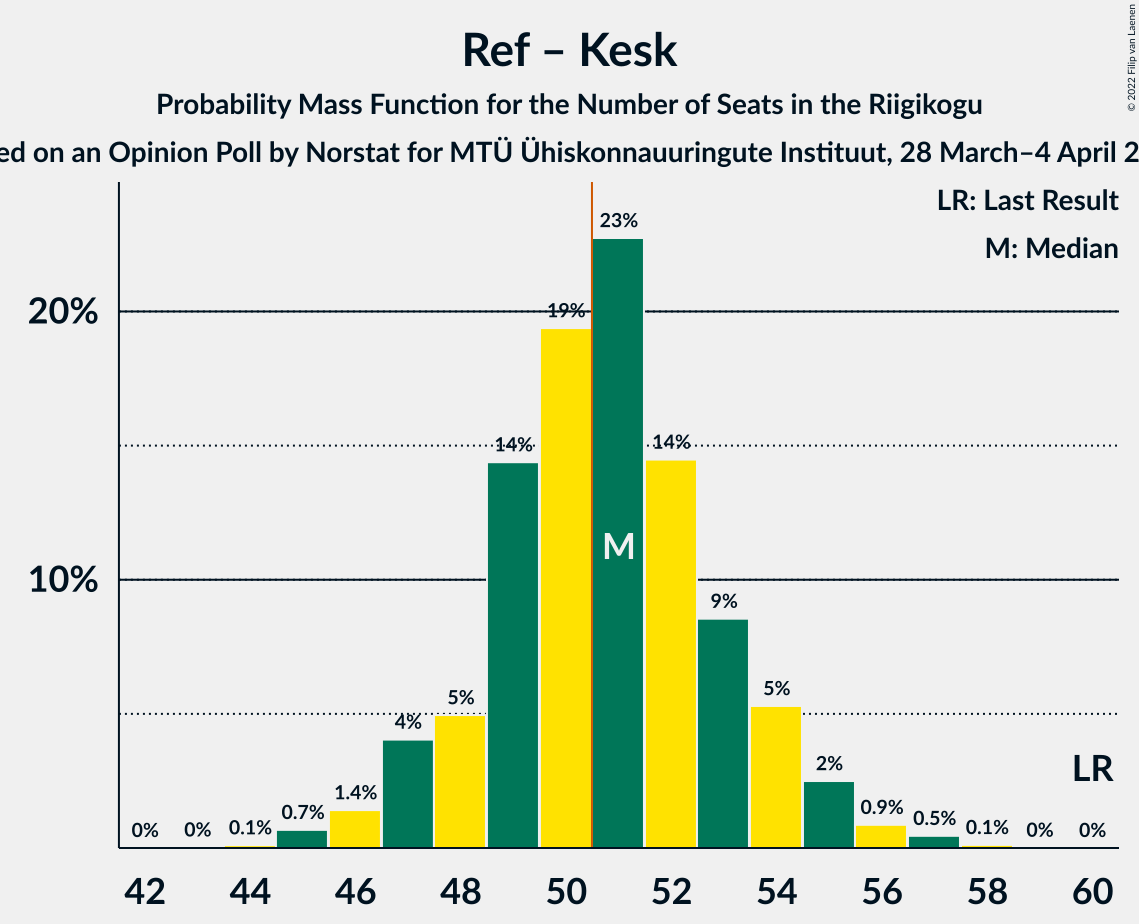 Ref – Kesk
Probability Mass Function for the Number of Seats in the Riigikogu
ed on an Opinion Poll by Norstat for MTÜ Ühiskonnauuringute Instituut, 28 March–4 April 2
© 2022 Filip van Laenen
LR: Last Result
M: Median
23%
20%
19%
14%
14%
M
10%
9%
5%
5%
4%
LR
2%
1.4%
0.9%
0.7%
0.5%
0% 0% 0.1% 0.1% 0% 0%
42 44 46 48 50 52 54 56 58 60